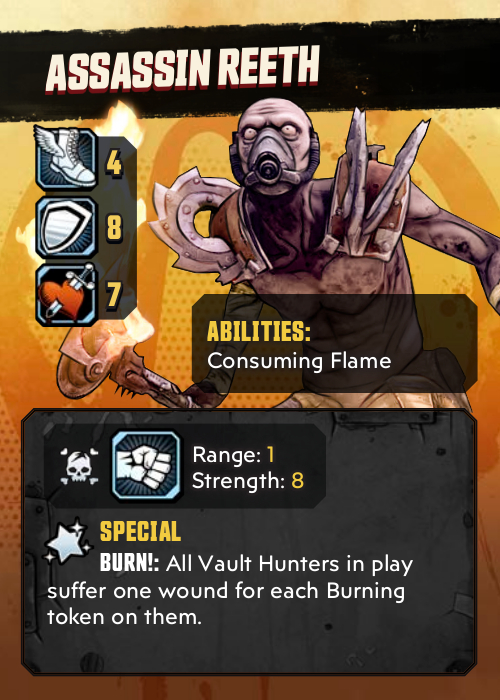 ASSASSIN REETH
4
8
7
ABILITIES:
Consuming Flame
Range: 1
Strength: 8
SPECIAL
BURN!: All Vault Hunters in play
suffer one wound for each Burning
token on them.